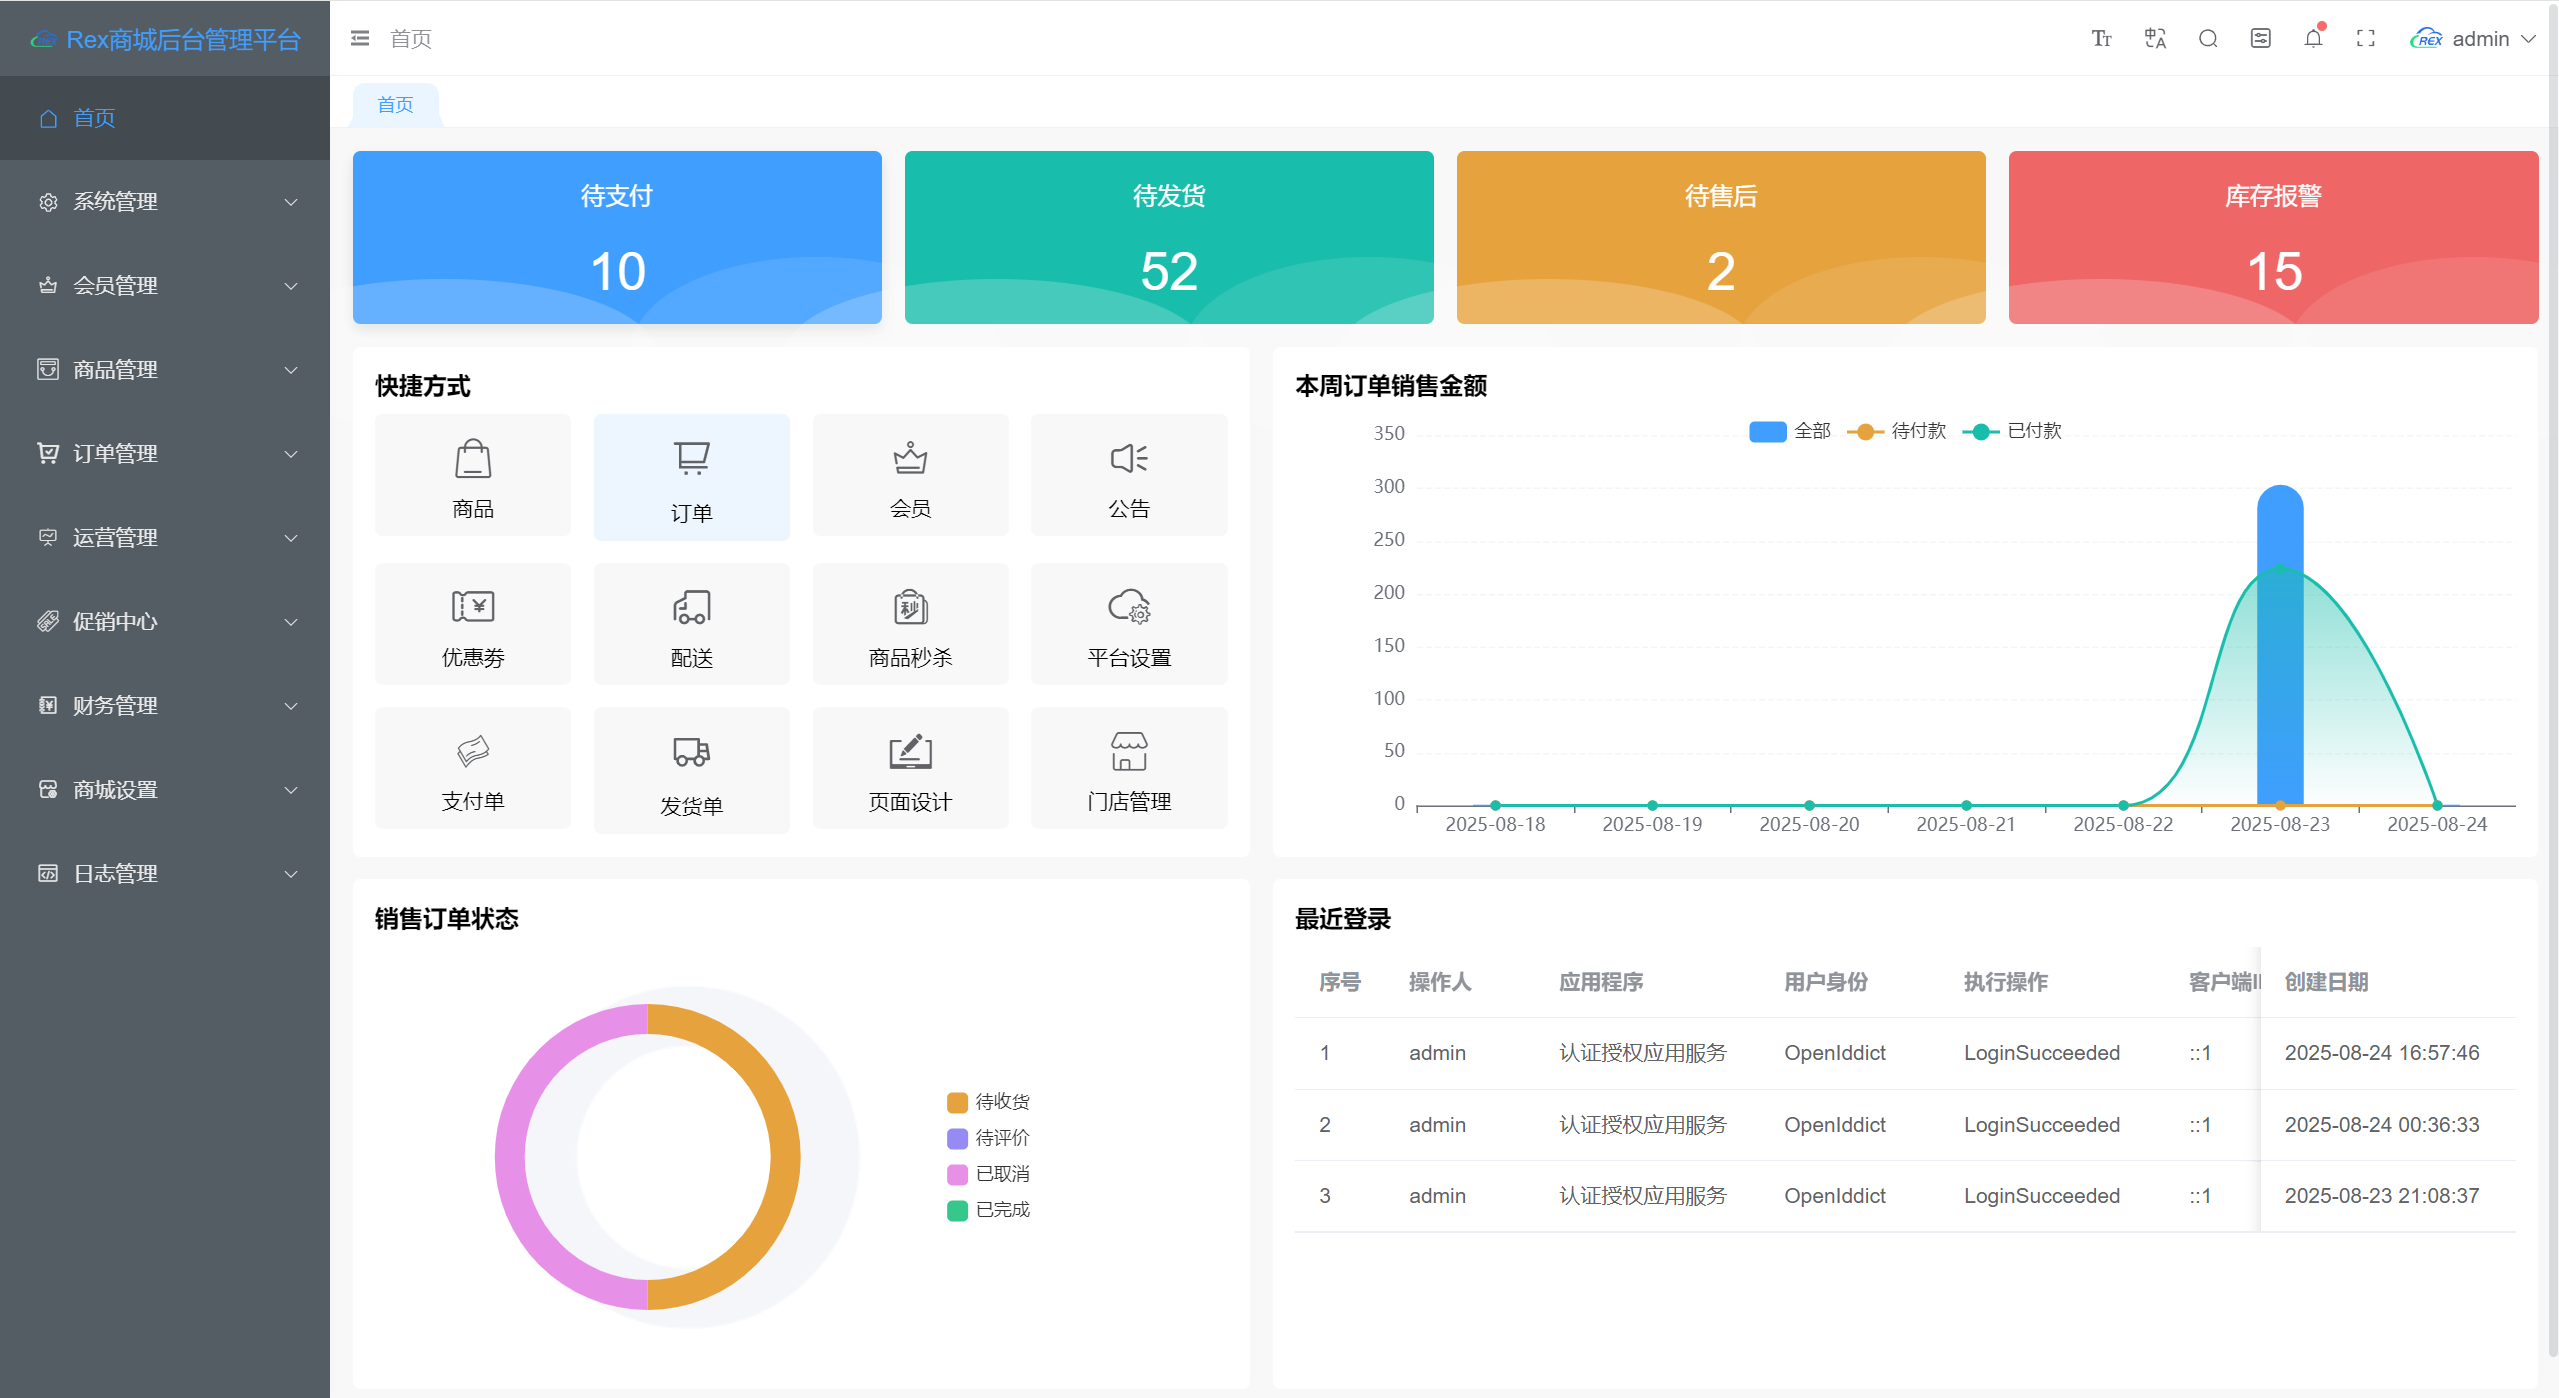 Rex商城后台管理平台
首页
系统管理
会员管理
商品管理
订单管理
运营管理
促销中心
财务管理
商城设置
日志管理
首页
REX admin
首页
待支付
10
待发货
52
待售后
2
库存报警
15
快捷方式
商品
订单
会员
公告
优惠劵
配送
商品秒杀
平台设置
支付单
发货单
页面设计
门店管理
本周订单销售金额
全部 待付款 已付款
350
300
250
200
150
100
50
0
2025-08-18 2025-08-19 2025-08-20 2025-08-21 2025-08-22 2025-08-23 2025-08-24
销售订单状态
待收货
待评价
已取消
已完成
最近登录
序号 操作人 应用程序 用户身份 执行操作 客户端I 创建日期
1 admin 认证授权应用服务 OpenIddict LoginSucceeded ::1 2025-08-24 16:57:46
2 admin 认证授权应用服务 OpenIddict LoginSucceeded ::1 2025-08-24 00:36:33
3 admin 认证授权应用服务 OpenIddict LoginSucceeded ::1 2025-08-23 21:08:37